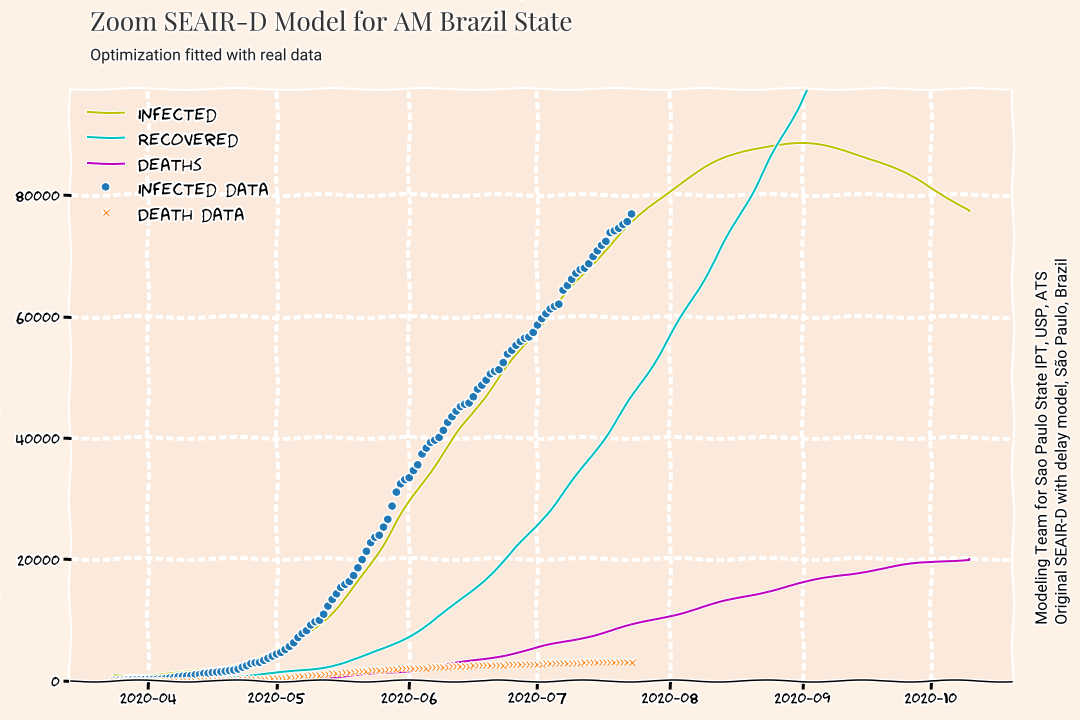 Zoom SEAIR-D Model for AM Brazil State
Optimization fitted with real data
INFECTED
RECOVERED
DEATHS
INFECTED DATA
DEATH DATA
80000
60000
40000
20000
0
2020-04
2020-05
2020-06
2020-07
2020-08
2020-09
2020-10
Modeling Team for Sao Paulo State IPT, USP, ATS
Original SEAIR-D with delay model, São Paulo, Brazil